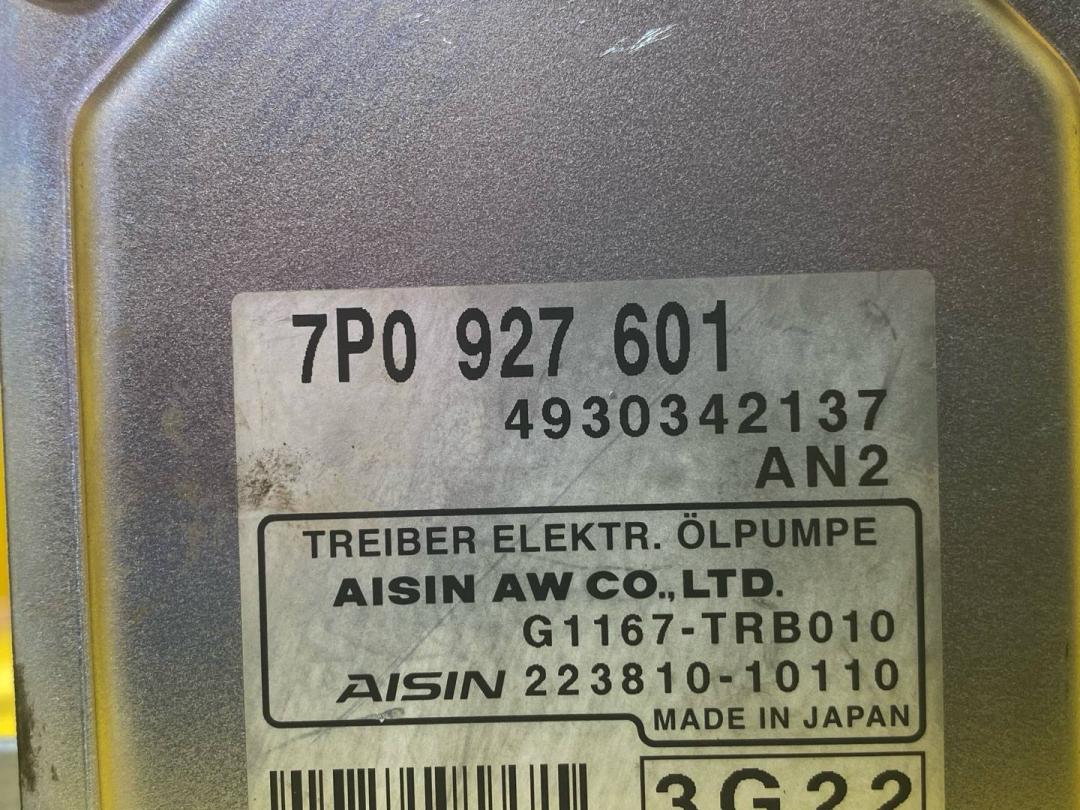 7P0 927 601
4930342137
AN2
TREIBER ELEKTR. ÖLPUMPE
AISIN AW CO.,LTD.
G1167-TRB010
AISIN 223810-10110
MADE IN JAPAN
3G22